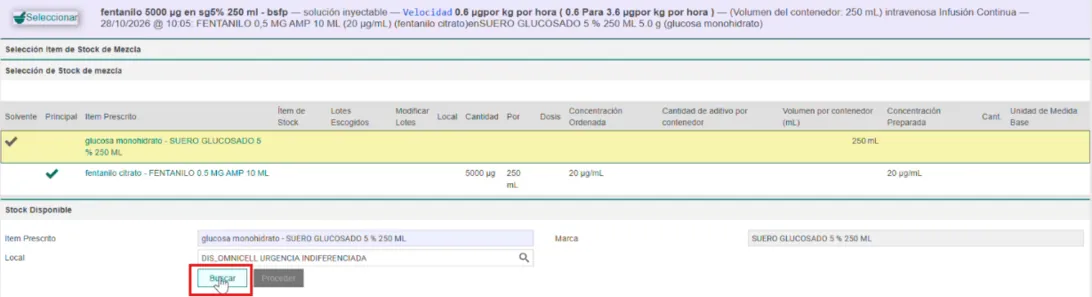 Seleccionar
fentanilo 5000 µg en sg5% 250 ml - bsfp — solución inyectable — Velocidad 0.6 µgpor kg por hora ( 0.6 Para 3.6 µgpor kg por hora ) — (Volumen del contenedor: 250 mL) intravenosa Infusión Continua —
28/10/2026 @ 10:05: FENTANILO 0,5 MG AMP 10 ML (20 µg/mL) (fentanilo citrato)enSUERO GLUCOSADO 5 % 250 ML 5.0 g (glucosa monohidrato)
Selección Item de Stock de Mezcla
Selección de Stock de mezcla
Solvente Principal Item Prescrito Ítem de Stock Lotes Escogidos Modificar Lotes Local Cantidad Por Dosis Concentración Ordenada Cantidad de aditivo por contenedor Volumen por contenedor (mL) Concentración Preparada Cant. Unidad de Medida Base
glucosa monohidrato - SUERO GLUCOSADO 5 % 250 ML 250 mL
fentanilo citrato - FENTANILO 0.5 MG AMP 10 ML 5000 µg 250 mL 20 µg/mL 20 µg/mL
Stock Disponible
Item Prescrito glucosa monohidrato - SUERO GLUCOSADO 5 % 250 ML Marca SUERO GLUCOSADO 5 % 250 ML
Local DIS_OMNICELL URGENCIA INDIFERENCIADA
Buscar Proceder